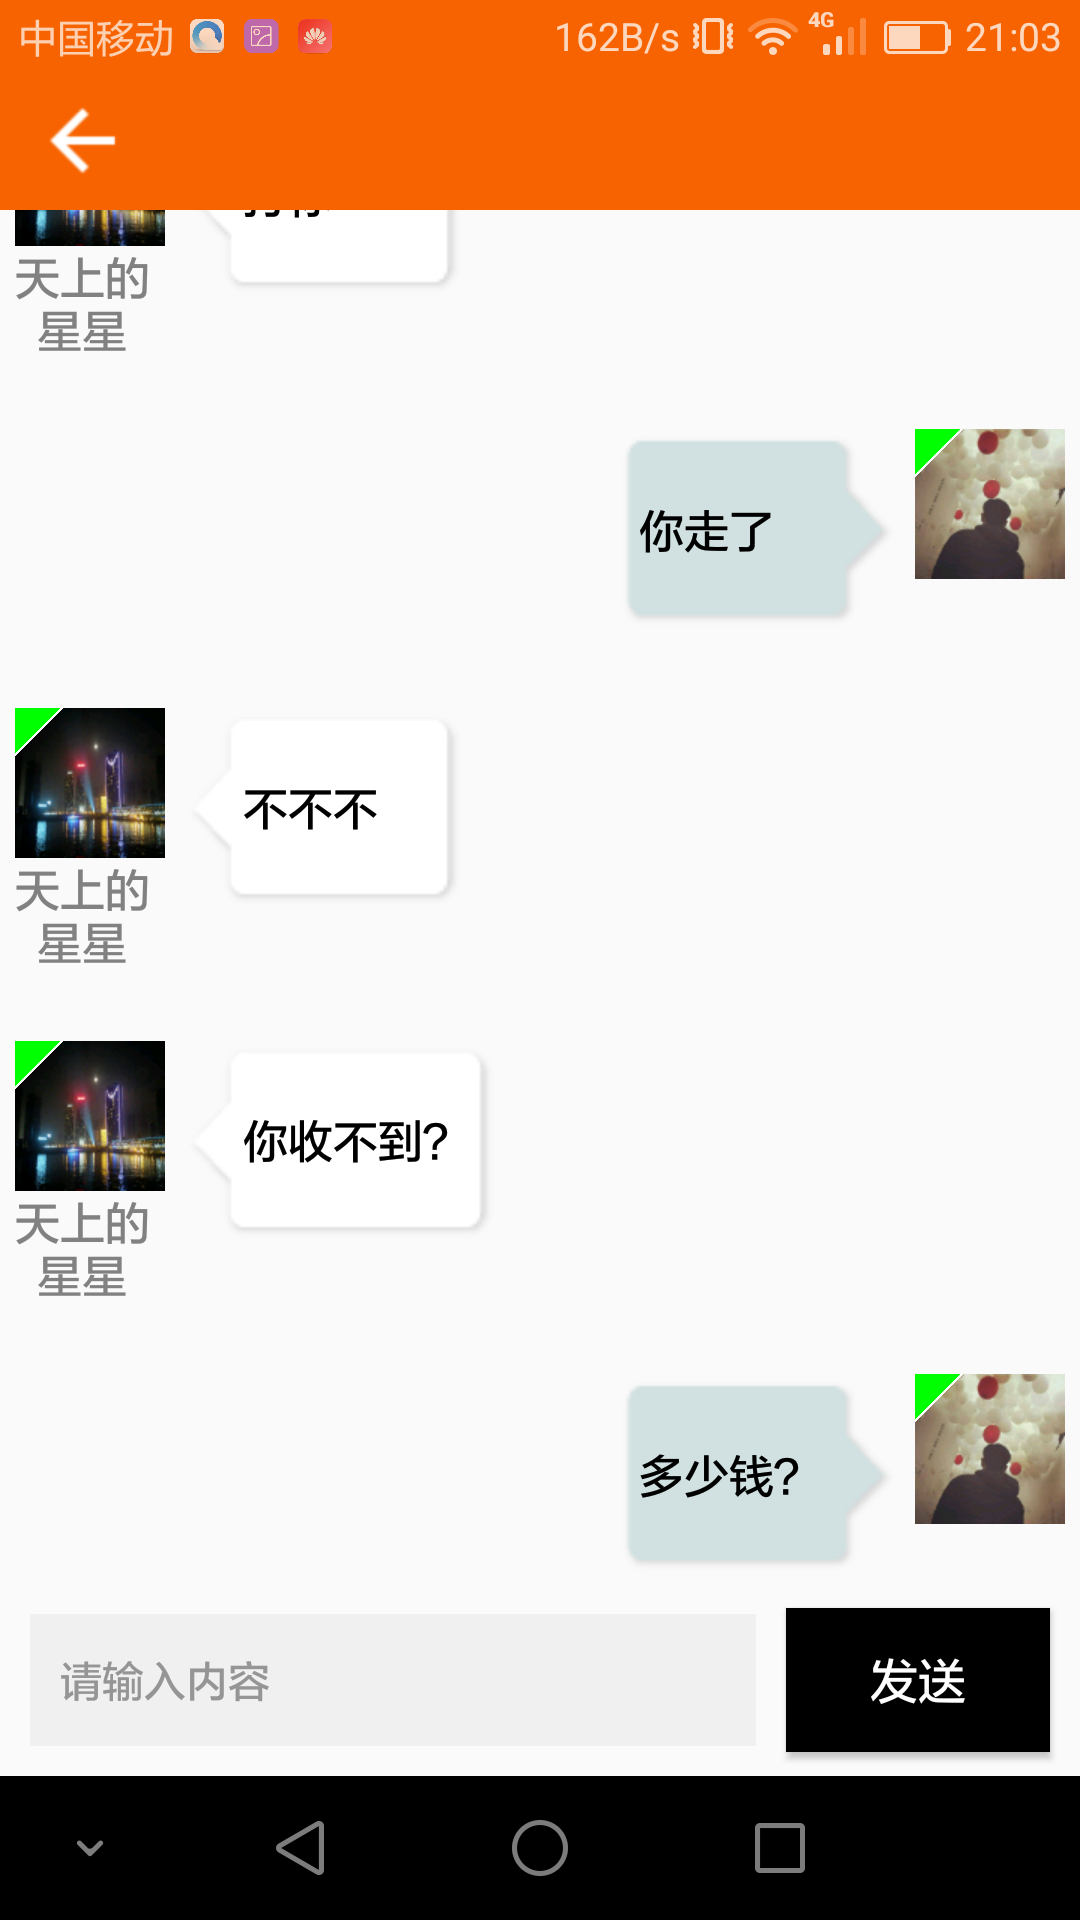 中国移动
162B/s
4G
21:03
天上的
星星
你走了
不不不
天上的
星星
你收不到?
天上的
星星
多少钱?
请输入内容
发送